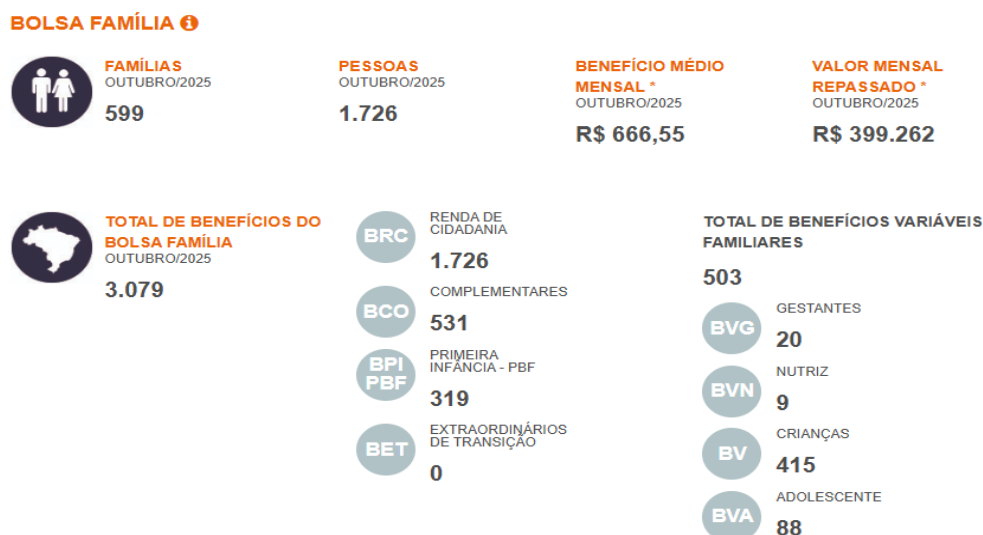 BOLSA FAMÍLIA i
FAMÍLIAS
OUTUBRO/2025
599
PESSOAS
OUTUBRO/2025
1.726
BENEFÍCIO MÉDIO
MENSAL *
OUTUBRO/2025
R$ 666,55
VALOR MENSAL
REPASSADO *
OUTUBRO/2025
R$ 399.262
TOTAL DE BENEFÍCIOS DO
BOLSA FAMÍLIA
OUTUBRO/2025
3.079
BRC
RENDA DE
CIDADANIA
1.726
BCO
COMPLEMENTARES
531
BPI
PBF
PRIMEIRA
INFÂNCIA - PBF
319
BET
EXTRAORDINÁRIOS
DE TRANSIÇÃO
0
TOTAL DE BENEFÍCIOS VARIÁVEIS
FAMILIARES
503
BVG
GESTANTES
20
BVN
NUTRIZ
9
BV
CRIANÇAS
415
BVA
ADOLESCENTE
88